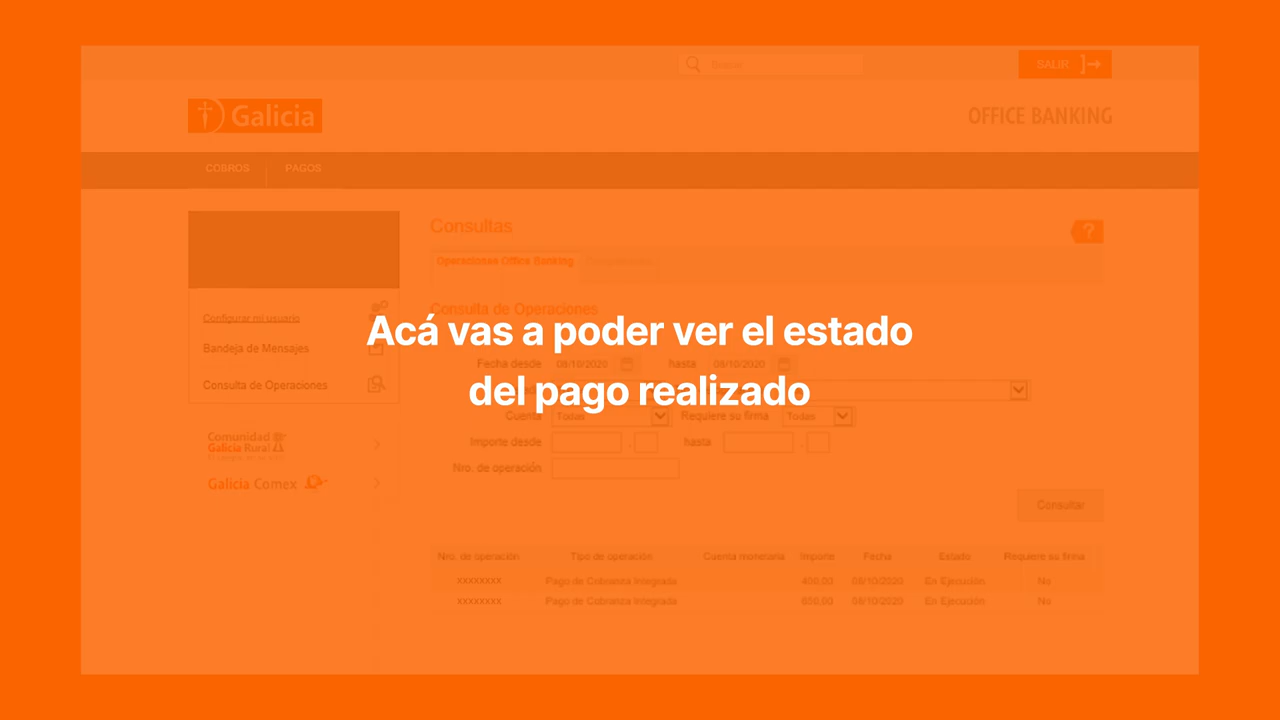 Buscar
SALIR
Galicia
OFFICE BANKING
COBROS PAGOS
Consultas
Operaciones Office Banking
Configurar mi usuario
Consulta de Operaciones
Acá vas a poder ver el estado
del pago realizado
Bandeja de Mensajes
Fecha desde 08/10/2020 hasta 08/10/2020
Consulta de Operaciones
Cuenta Todas Requiere su firma Todas
Comunidad
Galicia Rural
Importe desde . hasta .
Nro. de operación
Galicia Comex
Consultar
Nro. de operación Tipo de operación Cuenta monetaria Importe Fecha Estado Requiere su firma
xxxxxxxx Pago de Cobranza Integrada 400,00 08/10/2020 En Ejecución No
xxxxxxxx Pago de Cobranza Integrada 650,00 08/10/2020 En Ejecución No